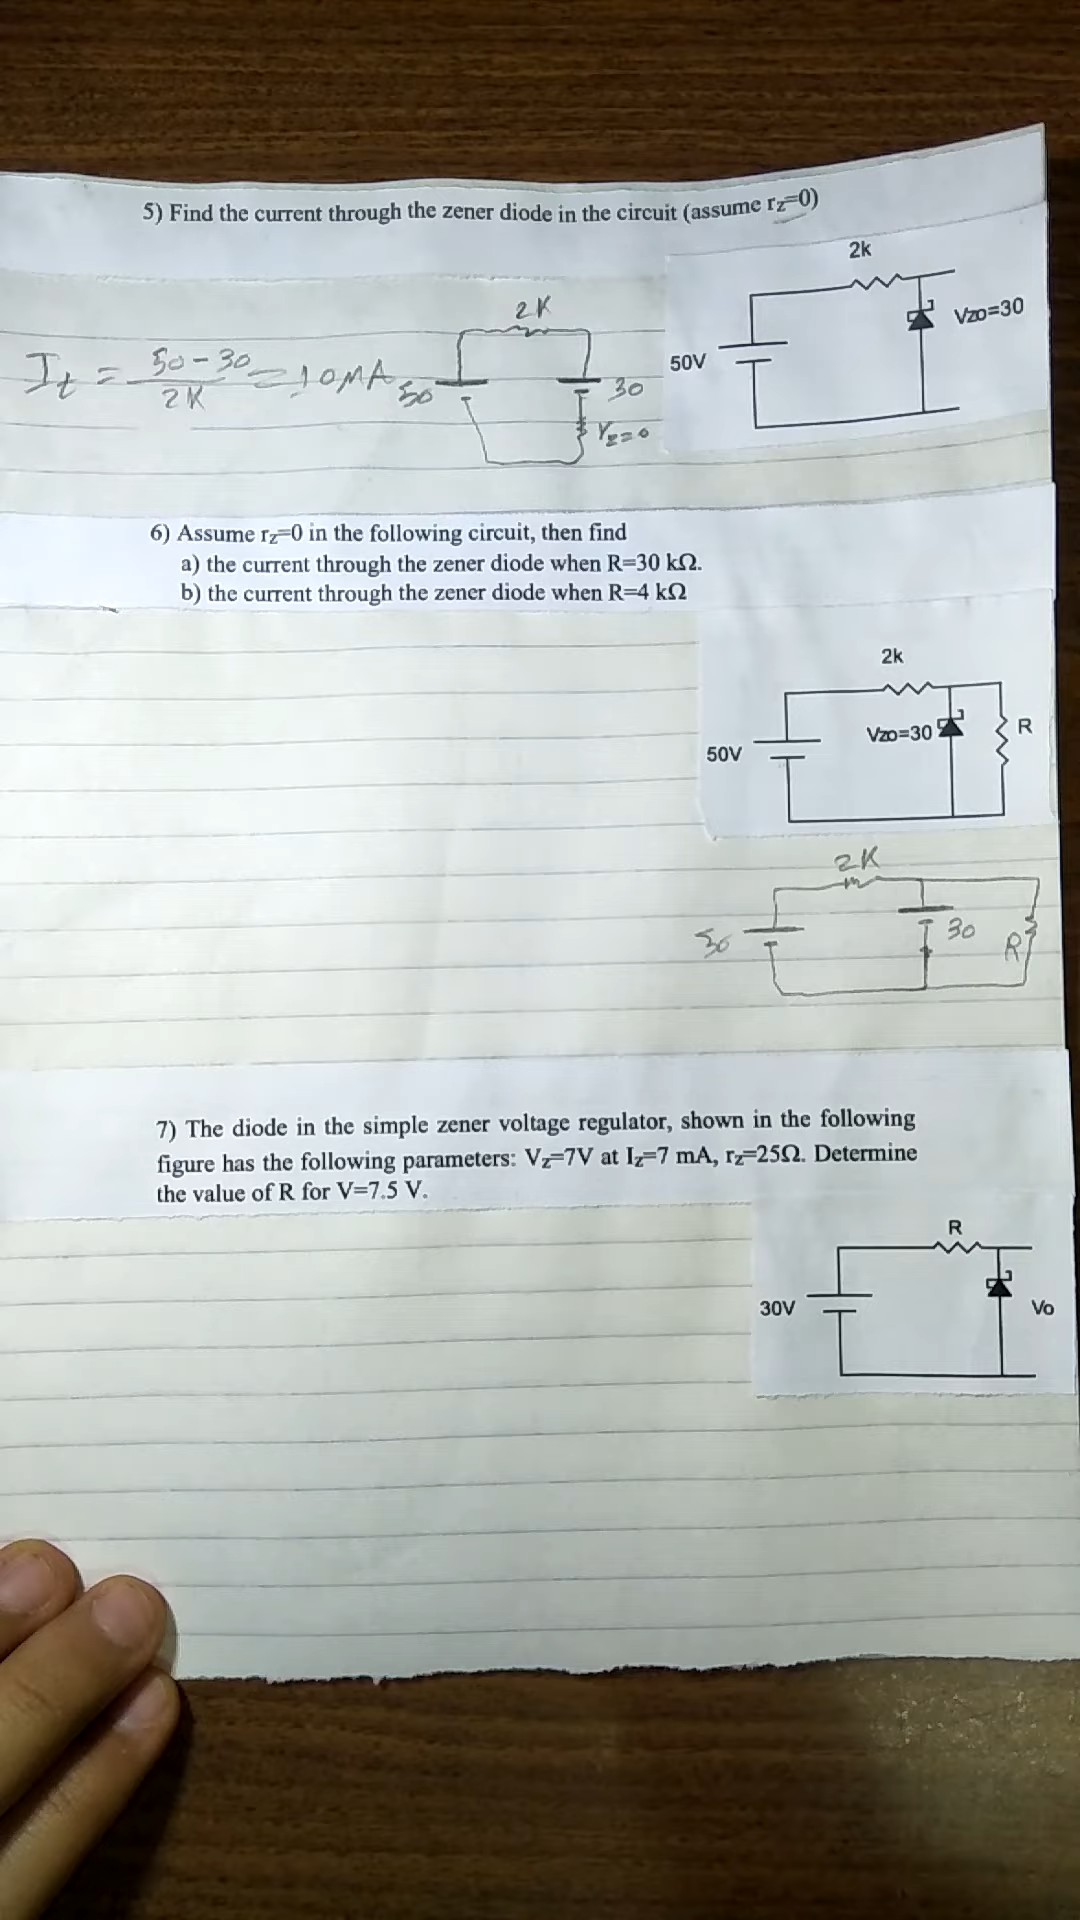 5) Find the current through the zener diode in the circuit (assume rz=0)
2k
Vzo=30
50V
2K
It = 50-30 / 2K = 10mA
50
30
rz=0
6) Assume rz=0 in the following circuit, then find
a) the current through the zener diode when R=30 kΩ.
b) the current through the zener diode when R=4 kΩ
2k
Vzo=30
R
50V
2K
50
30
R
7) The diode in the simple zener voltage regulator, shown in the following
figure has the following parameters: Vz=7V at Iz=7 mA, rz=25Ω. Determine
the value of R for V=7.5 V.
R
30V
Vo